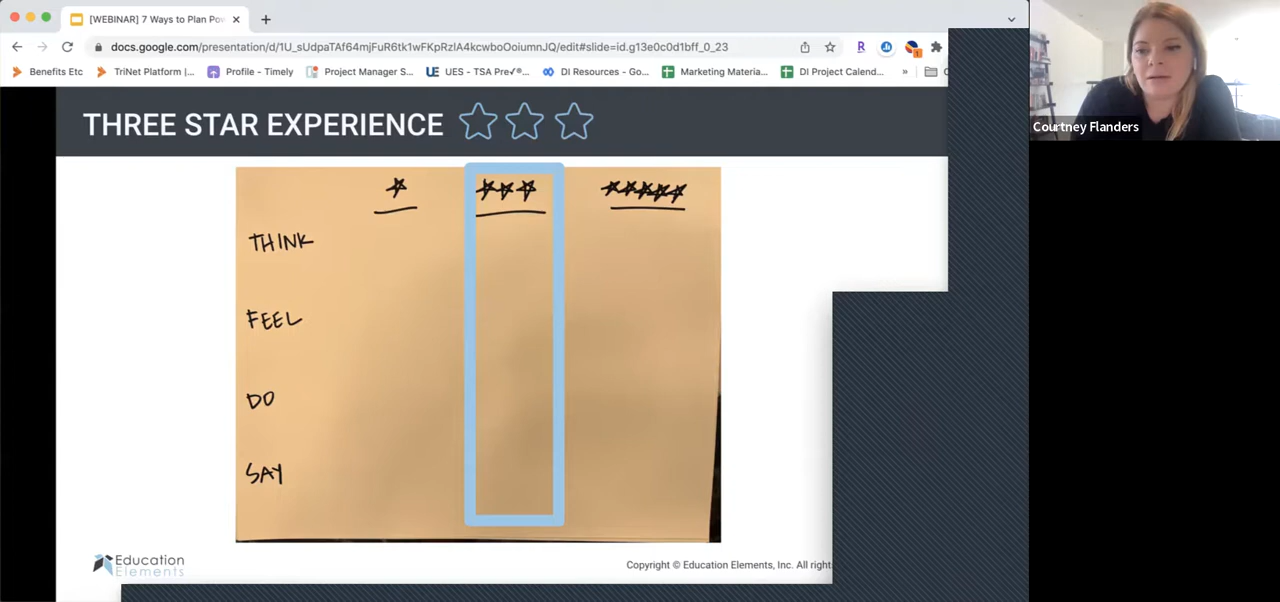 [WEBINAR] 7 Ways to Plan Pow
docs.google.com/presentation/d/1U_sUdpaTAf64mjFuR6tk1wFKpRzlA4kcwboOoiumnJQ/edit#slide=id.g13e0c0d1bff_0_23
Benefits Etc
TriNet Platform |...
Profile - Timely
Project Manager S...
UES - TSA Pre✓®...
DI Resources - Go...
Marketing Materia...
DI Project Calend...
»
THREE STAR EXPERIENCE
THINK
FEEL
DO
SAY
Education
Elements
Copyright © Education Elements, Inc. All right
Courtney Flanders